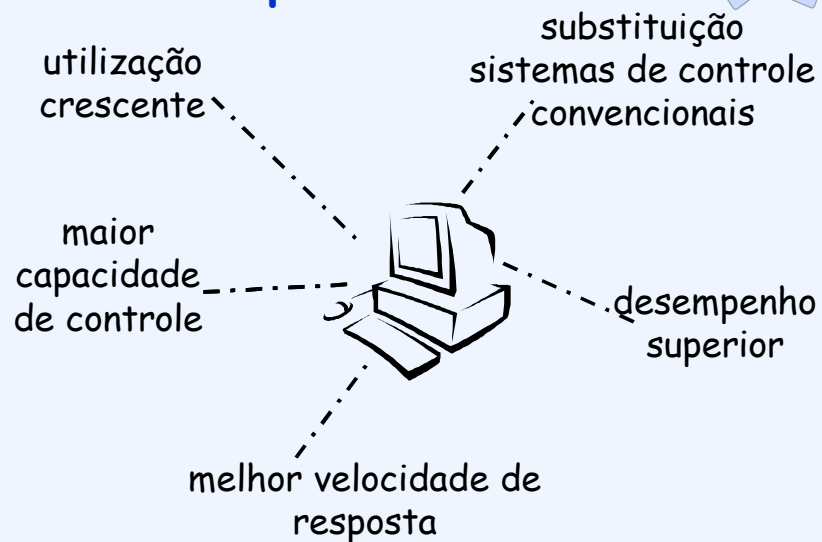 utilização
crescente
substituição
sistemas de controle
convencionais
maior
capacidade
de controle
desempenho
superior
melhor velocidade de
resposta